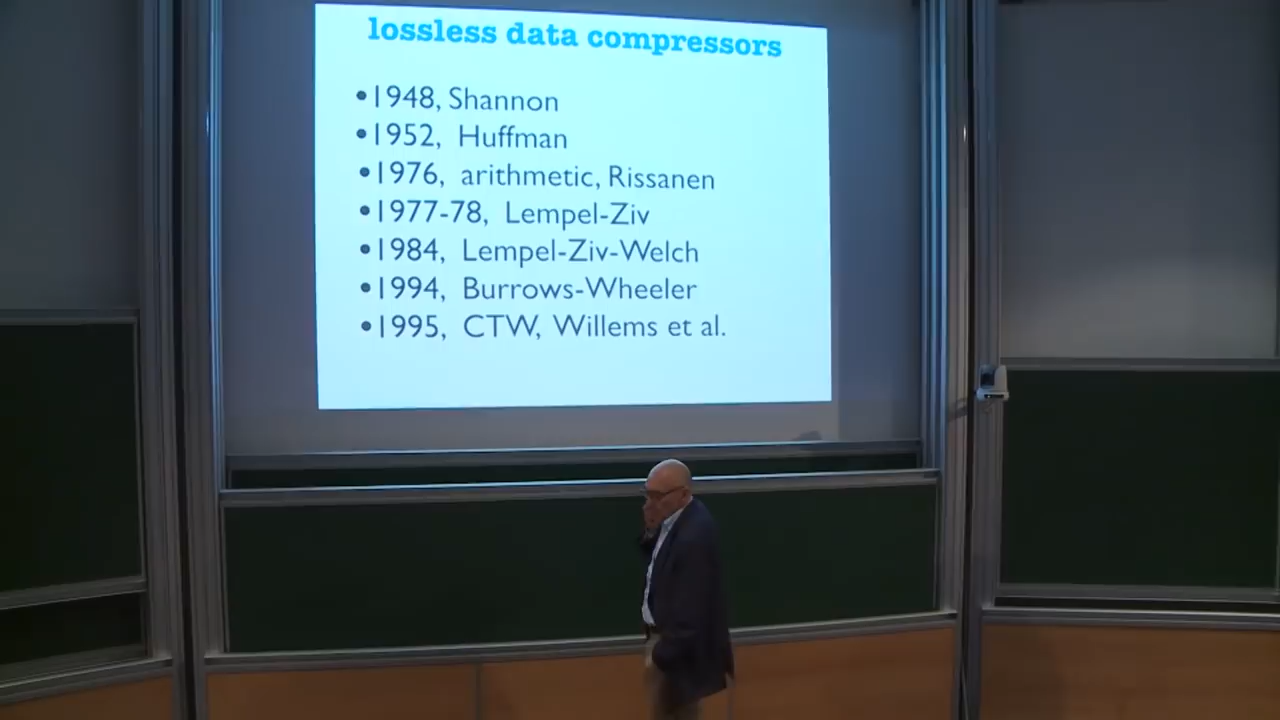 lossless data compressors
•1948, Shannon
•1952, Huffman
•1976, arithmetic, Rissanen
•1977-78, Lempel-Ziv
•1984, Lempel-Ziv-Welch
•1994, Burrows-Wheeler
•1995, CTW, Willems et al.